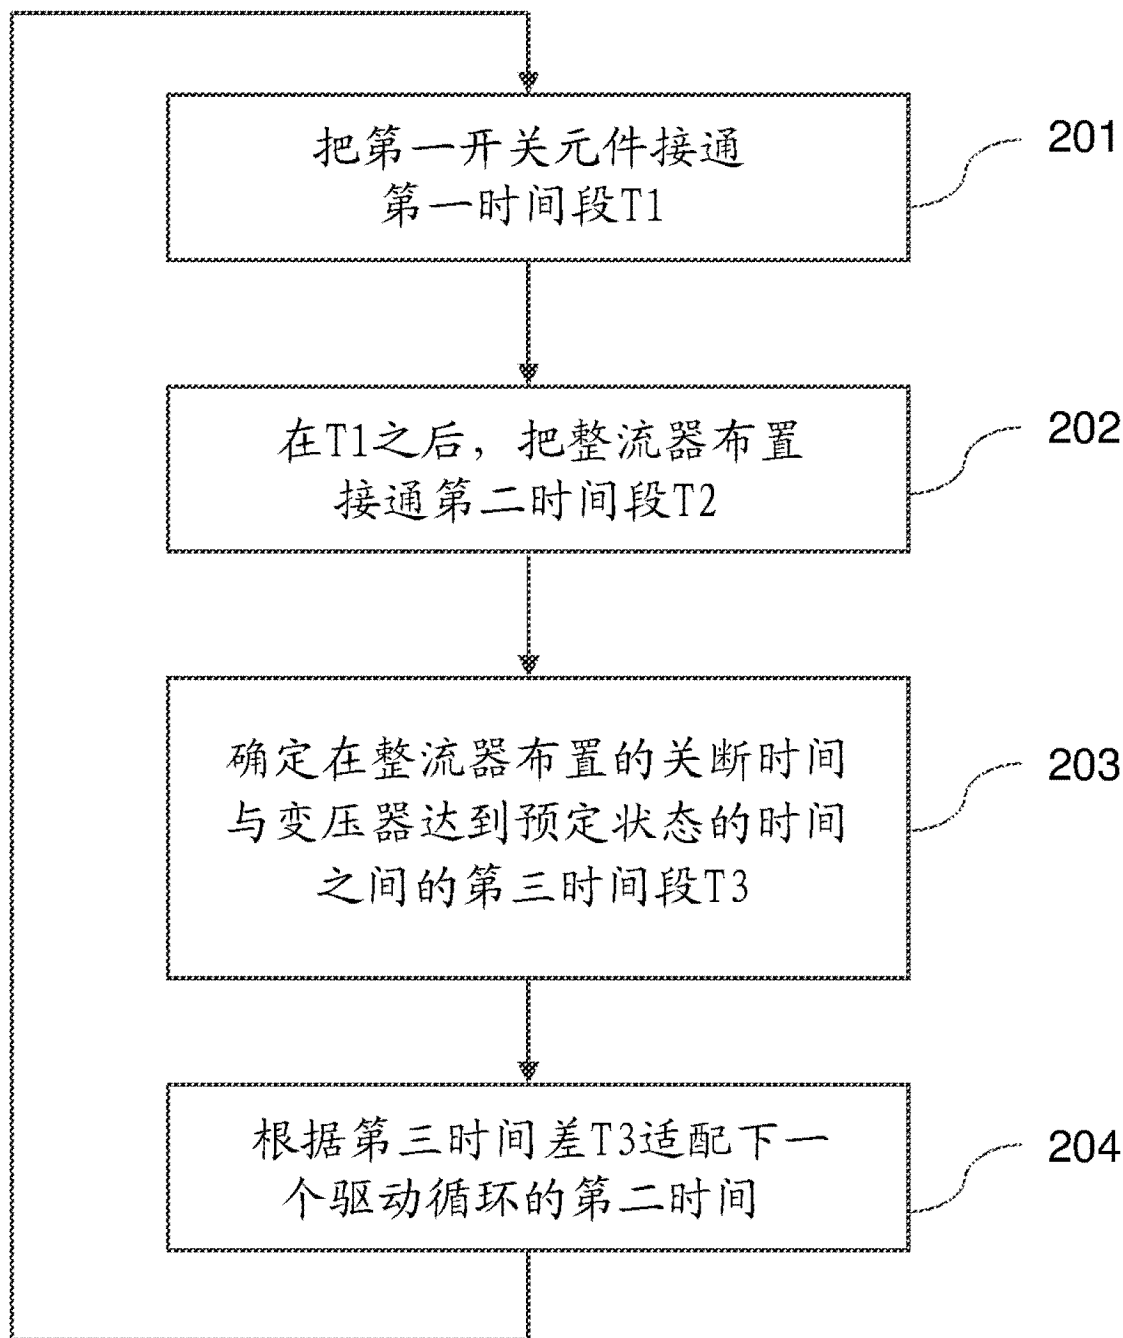 把第一开关元件接通
第一时间段T1
201
在T1之后，把整流器布置
接通第二时间段T2
202
确定在整流器布置的关断时间
与变压器达到预定状态的时间
之间的第三时间段T3
203
根据第三时间差T3适配下一
个驱动循环的第二时间
204